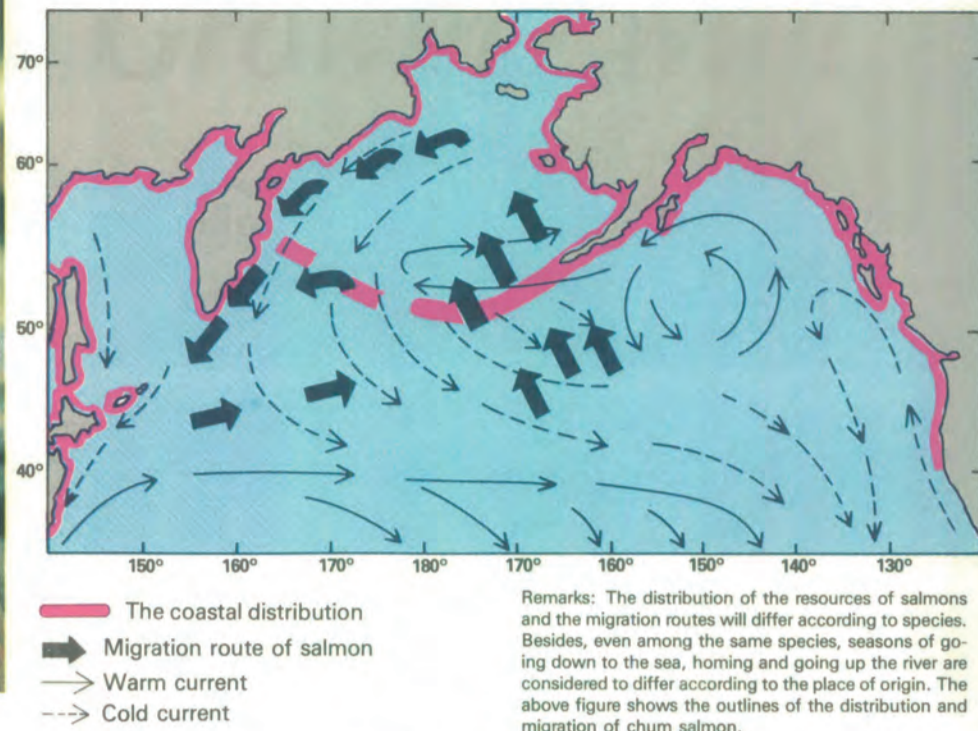 70°
60°
50°
40°
150° 160° 170° 180° 170° 160° 150° 140° 130°
The coastal distribution
Migration route of salmon
Warm current
Cold current
Remarks: The distribution of the resources of salmons
and the migration routes will differ according to species.
Besides, even among the same species, seasons of go-
ing down to the sea, homing and going up the river are
considered to differ according to the place of origin. The
above figure shows the outlines of the distribution and
migration of chum salmon.